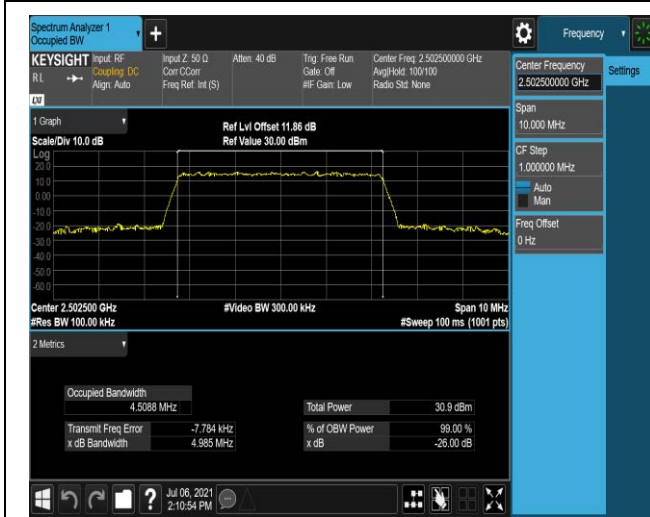 Spectrum Analyzer 1
Occupied BW
Frequency
KEYSIGHT
Input: RF
Coupling: DC
Align: Auto
RL
LXI
Input Z: 50 Ω
Corr CCorr
Freq Ref: Int (S)
Atten: 40 dB
Trig: Free Run
Gate: Off
#IF Gain: Low
Center Freq: 2.502500000 GHz
Avg|Hold: 100/100
Radio Std: None
Center Frequency
2.502500000 GHz
Settings
Span
10.000 MHz
CF Step
1.000000 MHz
Auto
Man
Freq Offset
0 Hz
1 Graph
Ref Lvl Offset 11.86 dB
Scale/Div 10.0 dB
Ref Value 30.00 dBm
Log
20.0
10.0
0.00
-10.0
-20.0
-30.0
-40.0
-50.0
-60.0
Center 2.502500 GHz
#Video BW 300.00 kHz
Span 10 MHz
#Res BW 100.00 kHz
#Sweep 100 ms (1001 pts)
2 Metrics
Occupied Bandwidth
4.5088 MHz
Total Power 30.9 dBm
Transmit Freq Error -7.784 kHz
% of OBW Power 99.00 %
x dB Bandwidth 4.985 MHz
x dB -26.00 dB
?
Jul 06, 2021
2:10:54 PM